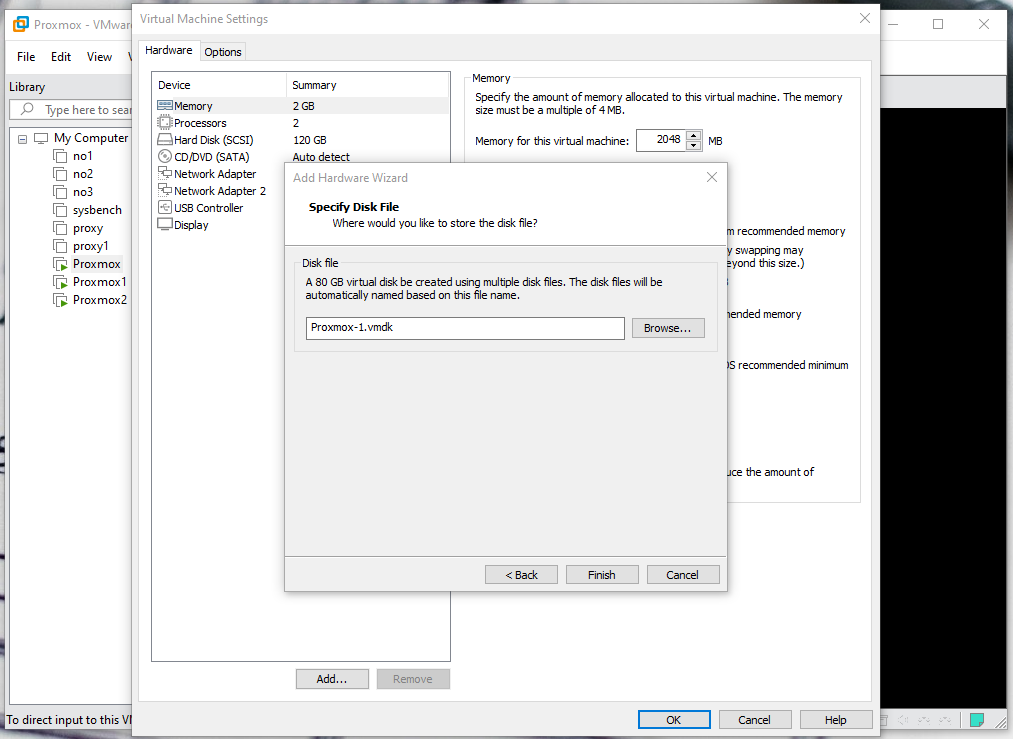 Proxmox - VMwar
Virtual Machine Settings
File Edit View
Hardware Options
Library
Type here to sear
My Computer
no1
no2
no3
sysbench
proxy
proxy1
Proxmox
Proxmox1
Proxmox2
Device Summary
Memory 2 GB
Processors 2
Hard Disk (SCSI) 120 GB
CD/DVD (SATA) Auto detect
Network Adapter
Network Adapter 2
USB Controller
Display
Memory
Specify the amount of memory allocated to this virtual machine. The memory
size must be a multiple of 4 MB.
Memory for this virtual machine: 2048 MB
m recommended memory
y swapping may
eyond this size.)
ended memory
OS recommended minimum
uce the amount of
Add Hardware Wizard
Specify Disk File
Where would you like to store the disk file?
Disk file
A 80 GB virtual disk be created using multiple disk files. The disk files will be
automatically named based on this file name.
Proxmox-1.vmdk Browse...
< Back Finish Cancel
Add... Remove
OK Cancel Help
To direct input to this VM